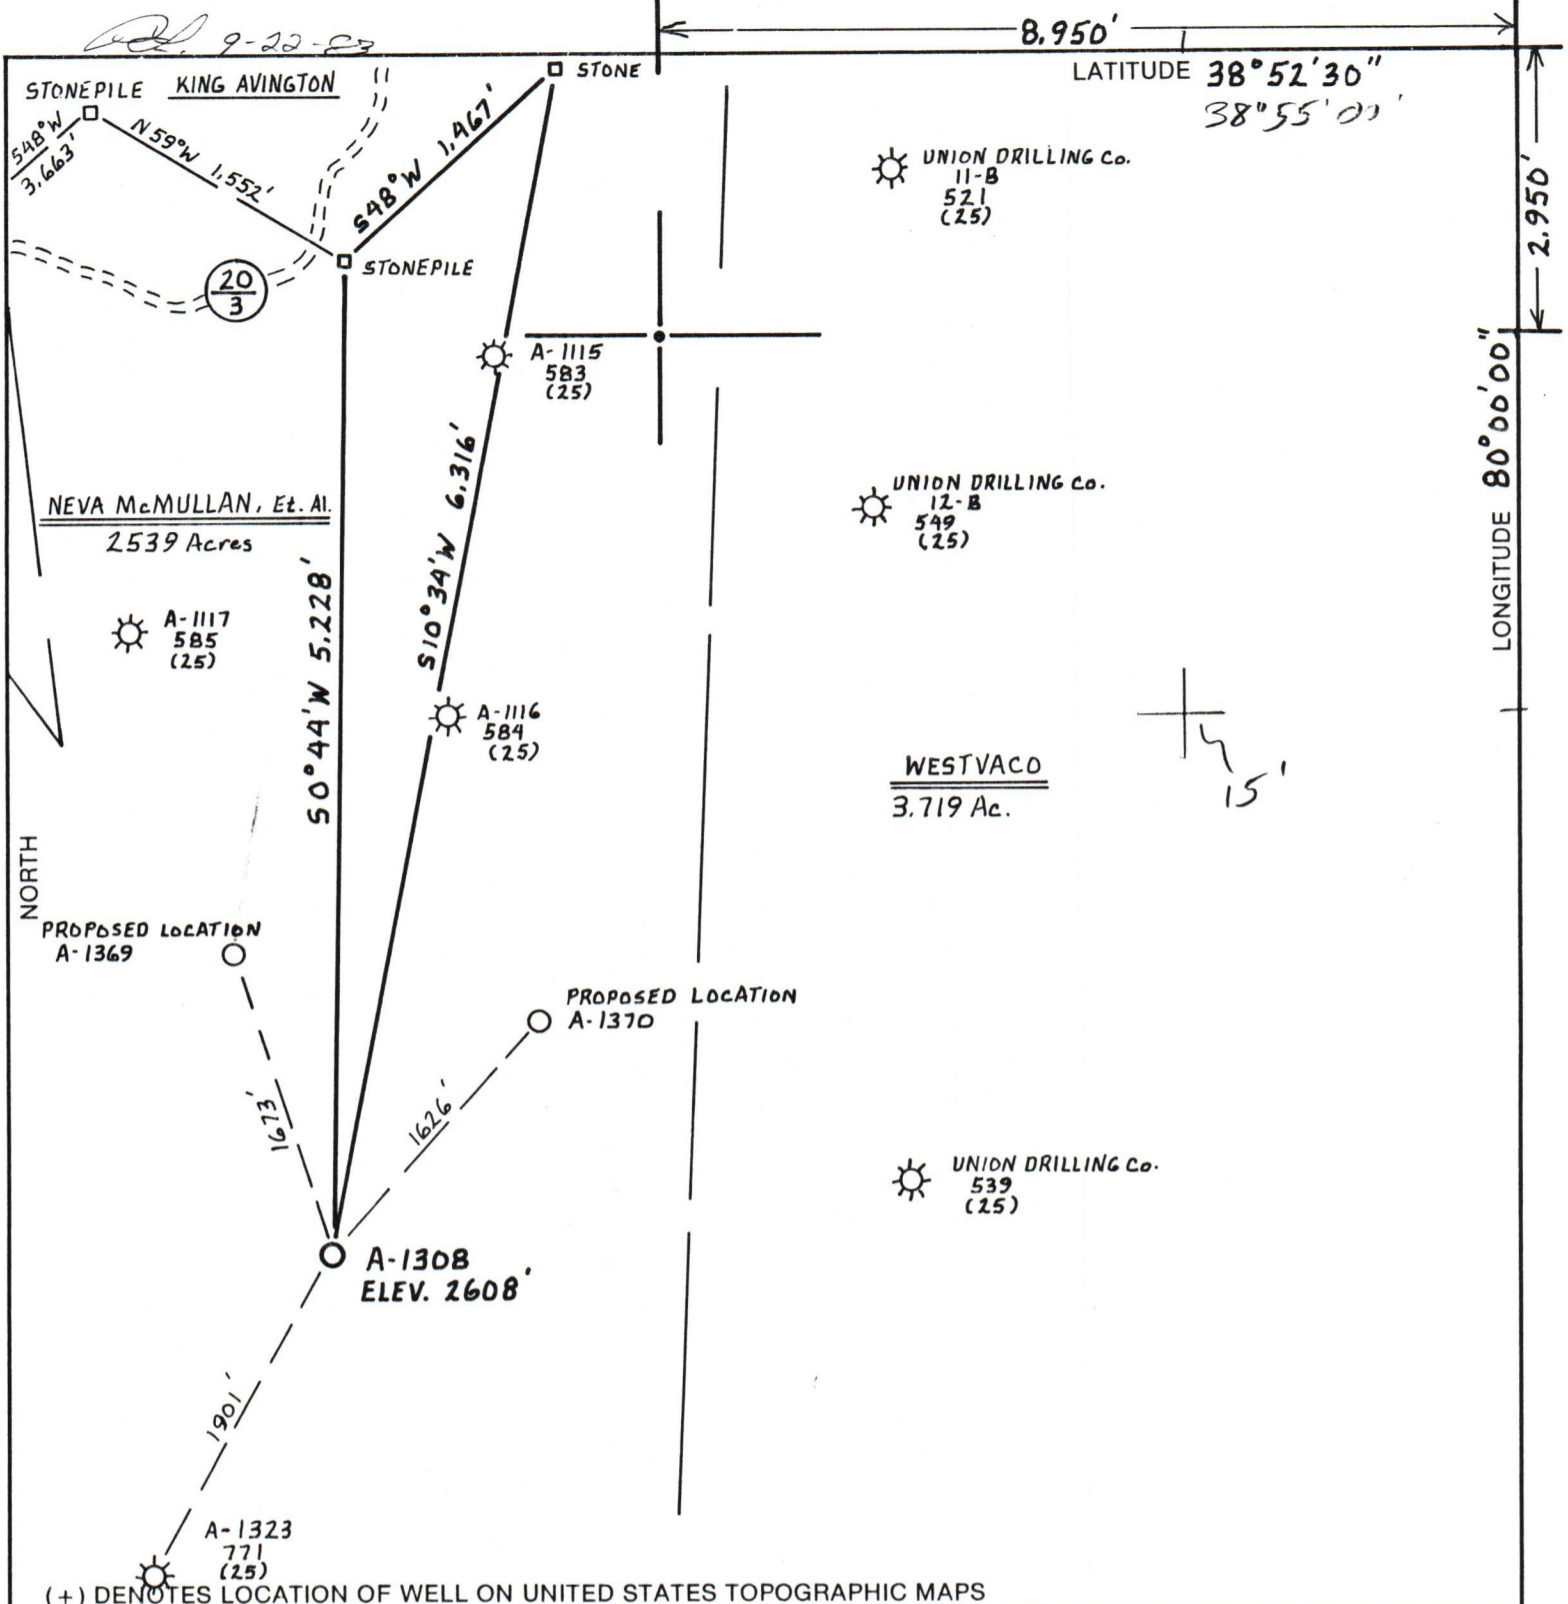 9-22-83
8.950'
LATITUDE 38°52'30"
38°55'00'
STONEPILE KING AVINGTON
STONE
S48°W
3.663'
N59°W 1,552'
S48°W 1,467'
UNION DRILLING Co.
11-B
521
(25)
2.950'
STONEPILE
20
3
A-1115
583
(25)
LONGITUDE 80°00'00"
NEVA McMULLAN, Et. Al.
2539 Acres
S10°34'W 6.316'
UNION DRILLING Co.
12-B
549
(25)
S0°44'W 5.228'
A-1117
585
(25)
A-1116
584
(25)
WESTVACO
3.719 Ac.
15'
NORTH
PROPOSED LOCATION
A-1369
PROPOSED LOCATION
A-1370
1673'
1626'
UNION DRILLING Co.
539
(25)
A-1308
ELEV. 2608'
1901'
A-1323
771
(25)
(+) DENOTES LOCATION OF WELL ON UNITED STATES TOPOGRAPHIC MAPS